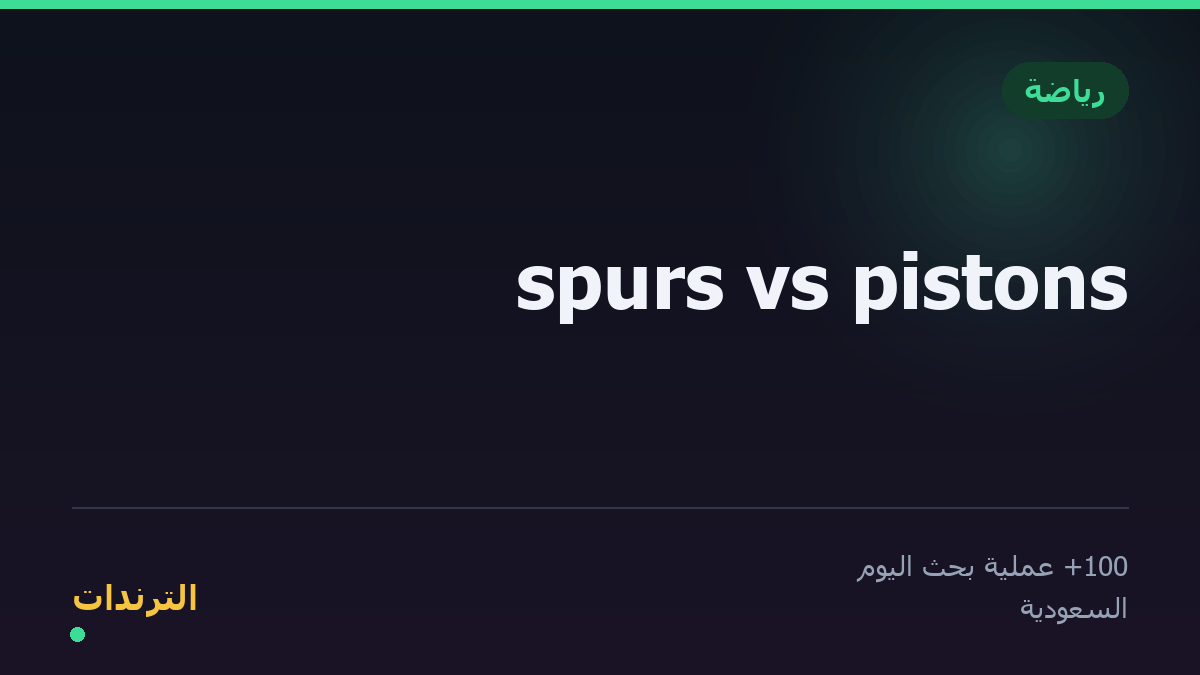 رياضة
spurs vs pistons
100+ عملية بحث اليوم
السعودية
الترندات